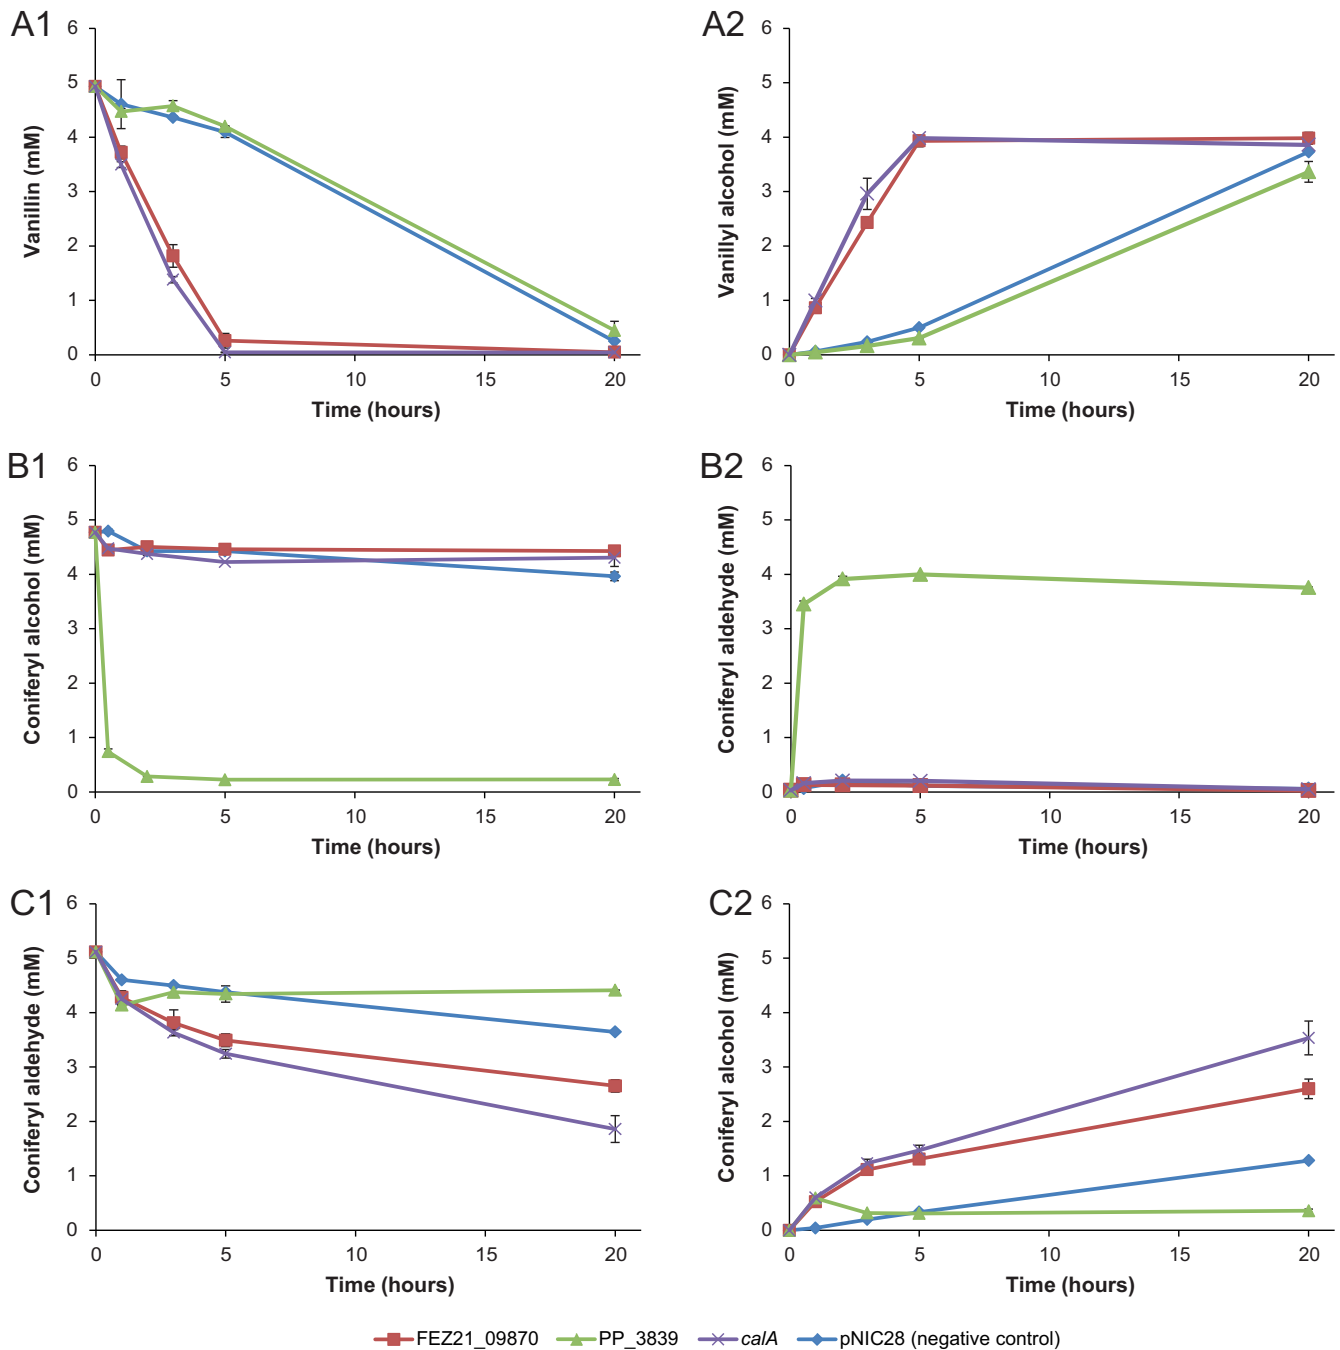 A1
Vanillin (mM)
6
5
4
3
2
1
0
0 5 10 15 20
Time (hours)
A2
Vanillyl alcohol (mM)
6
5
4
3
2
1
0
0 5 10 15 20
Time (hours)
B1
Coniferyl alcohol (mM)
6
5
4
3
2
1
0
0 5 10 15 20
Time (hours)
B2
Coniferyl aldehyde (mM)
6
5
4
3
2
1
0
0 5 10 15 20
Time (hours)
C1
Coniferyl aldehyde (mM)
6
5
4
3
2
1
0
0 5 10 15 20
Time (hours)
C2
Coniferyl alcohol (mM)
6
5
4
3
2
1
0
0 5 10 15 20
Time (hours)
FEZ21_09870 PP_3839 calA pNIC28 (negative control)